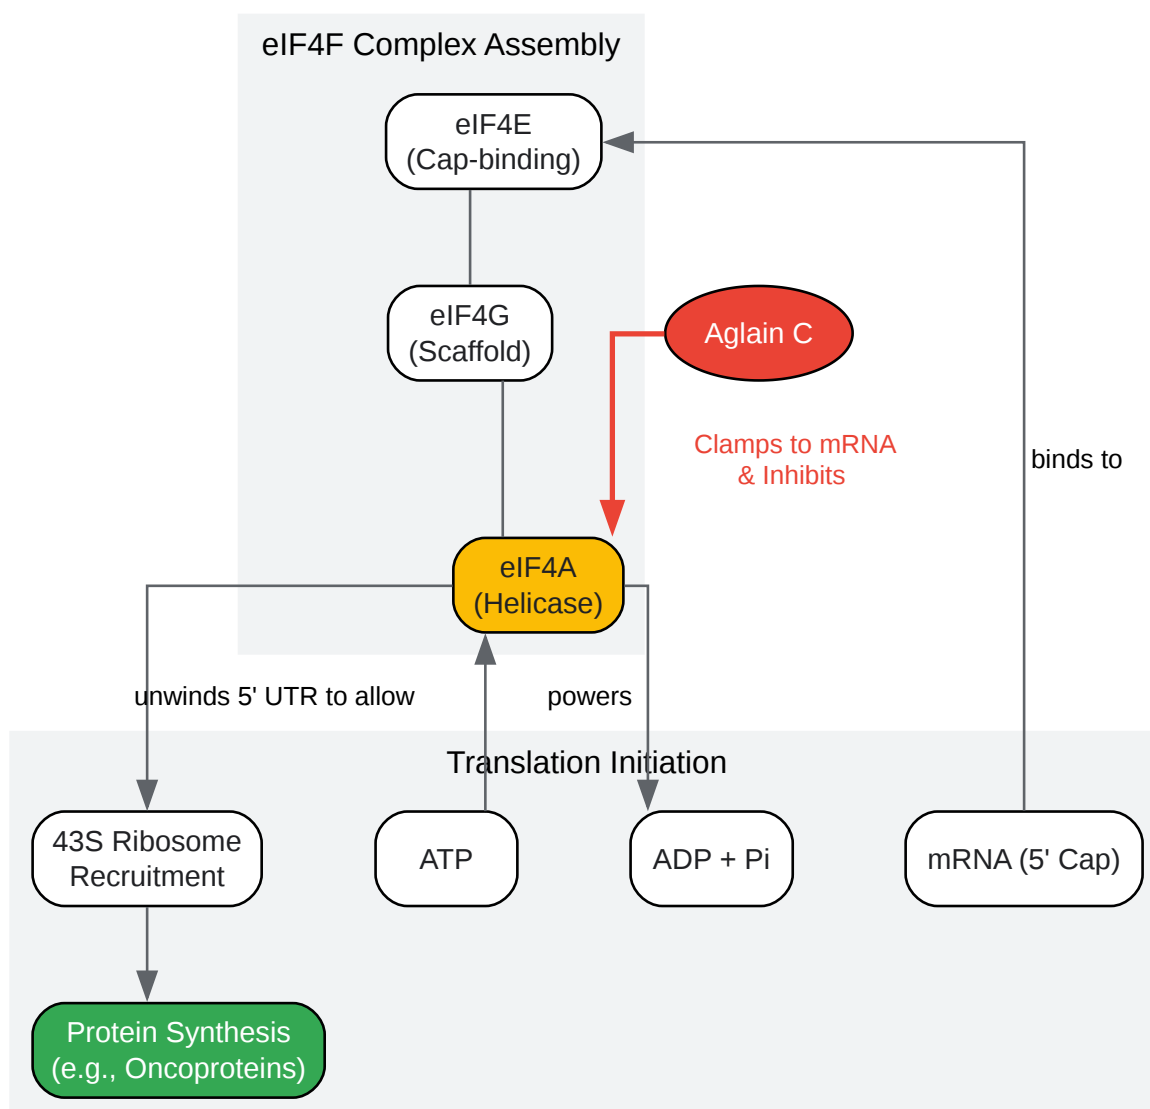 eIF4F Complex Assembly
eIF4E
(Cap-binding)
eIF4G
(Scaffold)
Aglain C
Clamps to mRNA
& Inhibits
binds to
eIF4A
(Helicase)
unwinds 5' UTR to allow
powers
Translation Initiation
43S Ribosome
Recruitment
ATP
ADP + Pi
mRNA (5' Cap)
Protein Synthesis
(e.g., Oncoproteins)